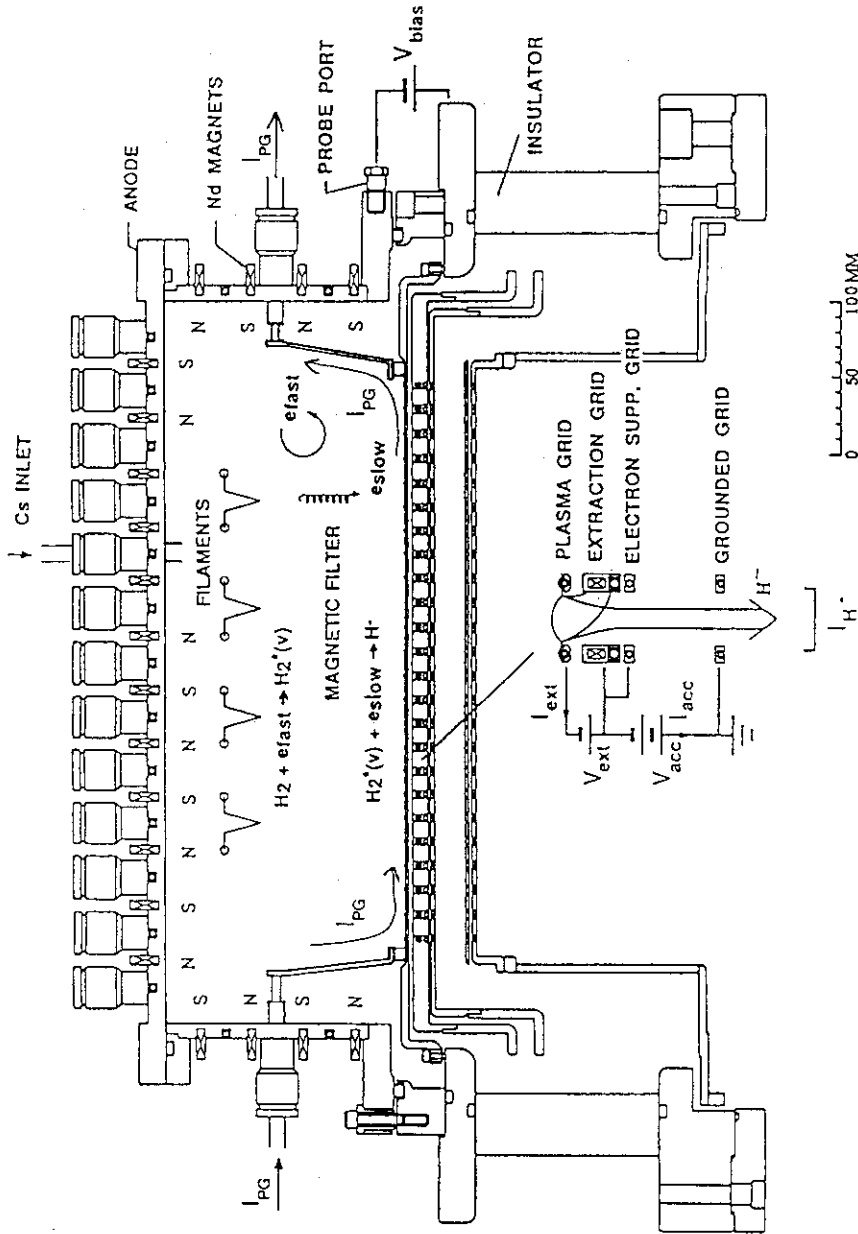 Cs INLET
ANODE
Nd MAGNETS
I_PG
PROBE PORT
V_bias
INSULATOR
N S N S N S N S N S
S N S N
N S N S
FILAMENTS
H2 + efast → H2*(v)
MAGNETIC FILTER
H2*(v) + eslow → H-
efast
eslow
I_PG
I_PG
I_PG
PLASMA GRID
EXTRACTION GRID
ELECTRON SUPP. GRID
GROUNDED GRID
I_ext
V_ext
I_acc
V_acc
H⁻
0 50 100MM